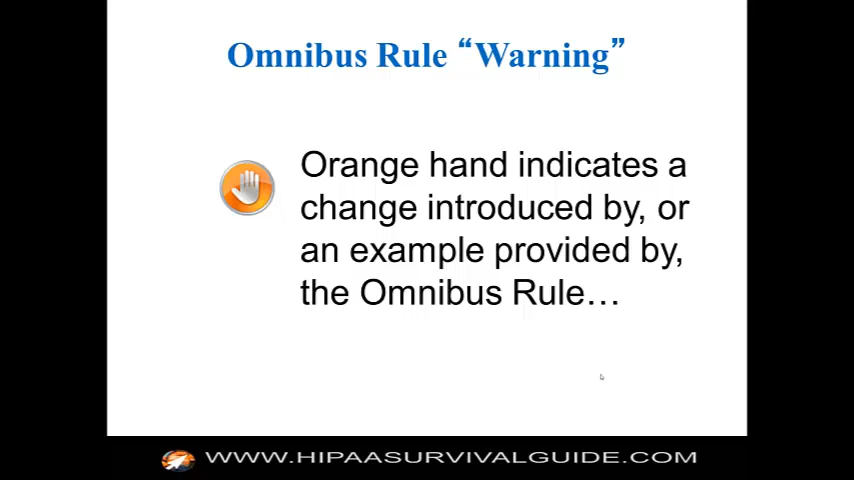 Omnibus Rule “Warning”
Orange hand indicates a
change introduced by, or
an example provided by,
the Omnibus Rule…
WWW.HIPAASURVIVALGUIDE.COM